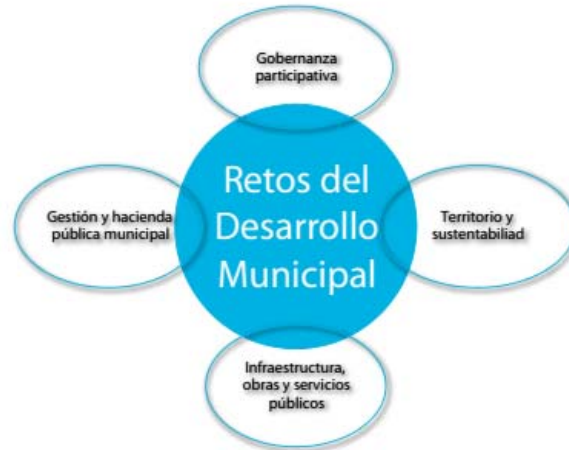 Gobernanza
participativa
Retos del
Desarrollo
Municipal
Gestión y hacienda
pública municipal
Territorio y
sustentabiliad
Infraestructura,
obras y servicios
públicos